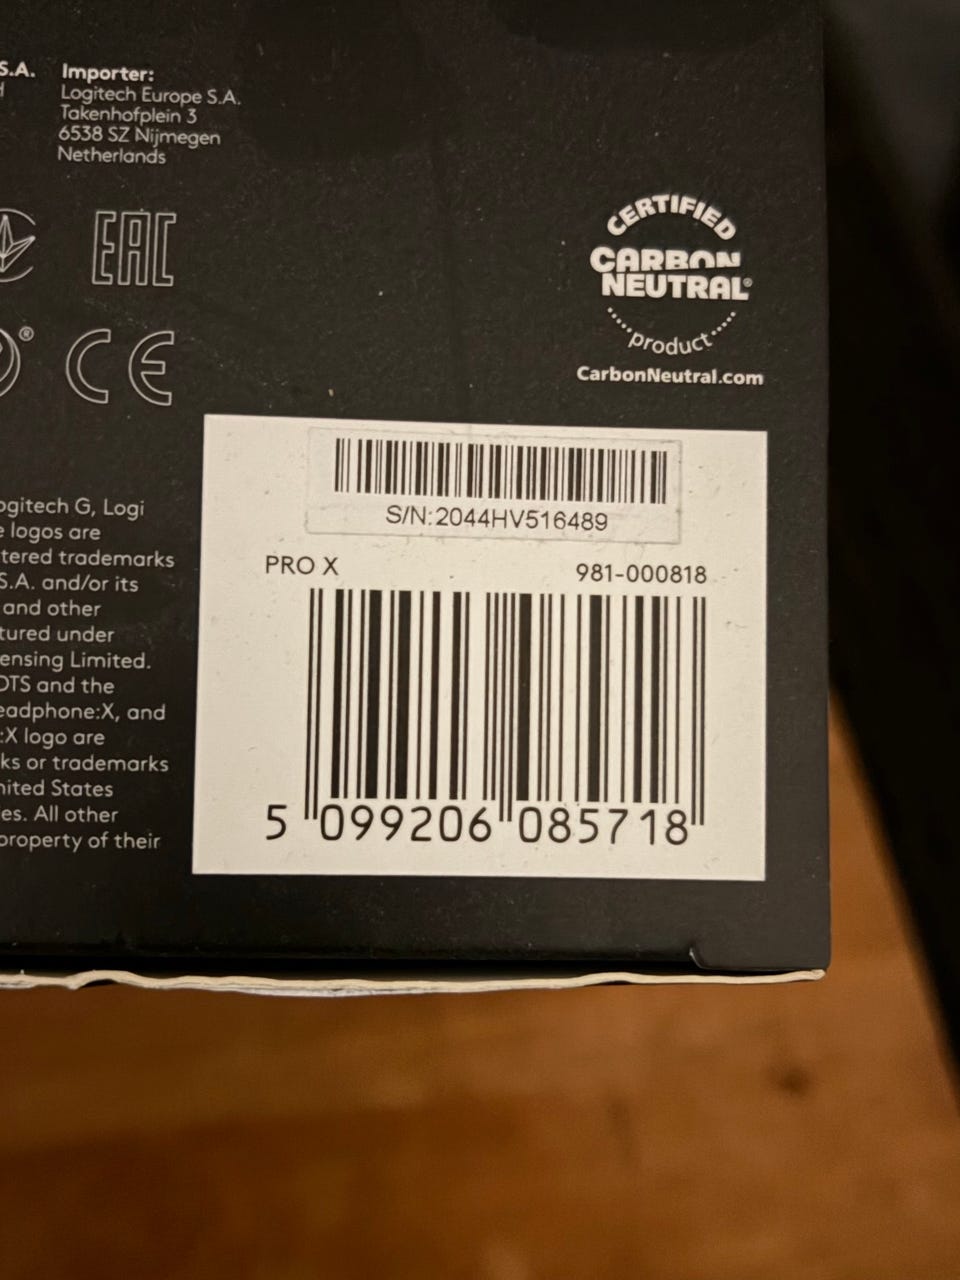 S.A.
Importer:
Logitech Europe S.A.
Takenhofplein 3
6538 SZ Nijmegen
Netherlands
EAC
® CE
CERTIFIED
CARBON
NEUTRAL®
product
CarbonNeutral.com
ogitech G, Logi
e logos are
tered trademarks
S.A. and/or its
and other
tured under
ensing Limited.
DTS and the
eadphone:X, and
:X logo are
ks or trademarks
nited States
es. All other
property of their
S/N:2044HV516489
PRO X
981-000818
5 099206 085718